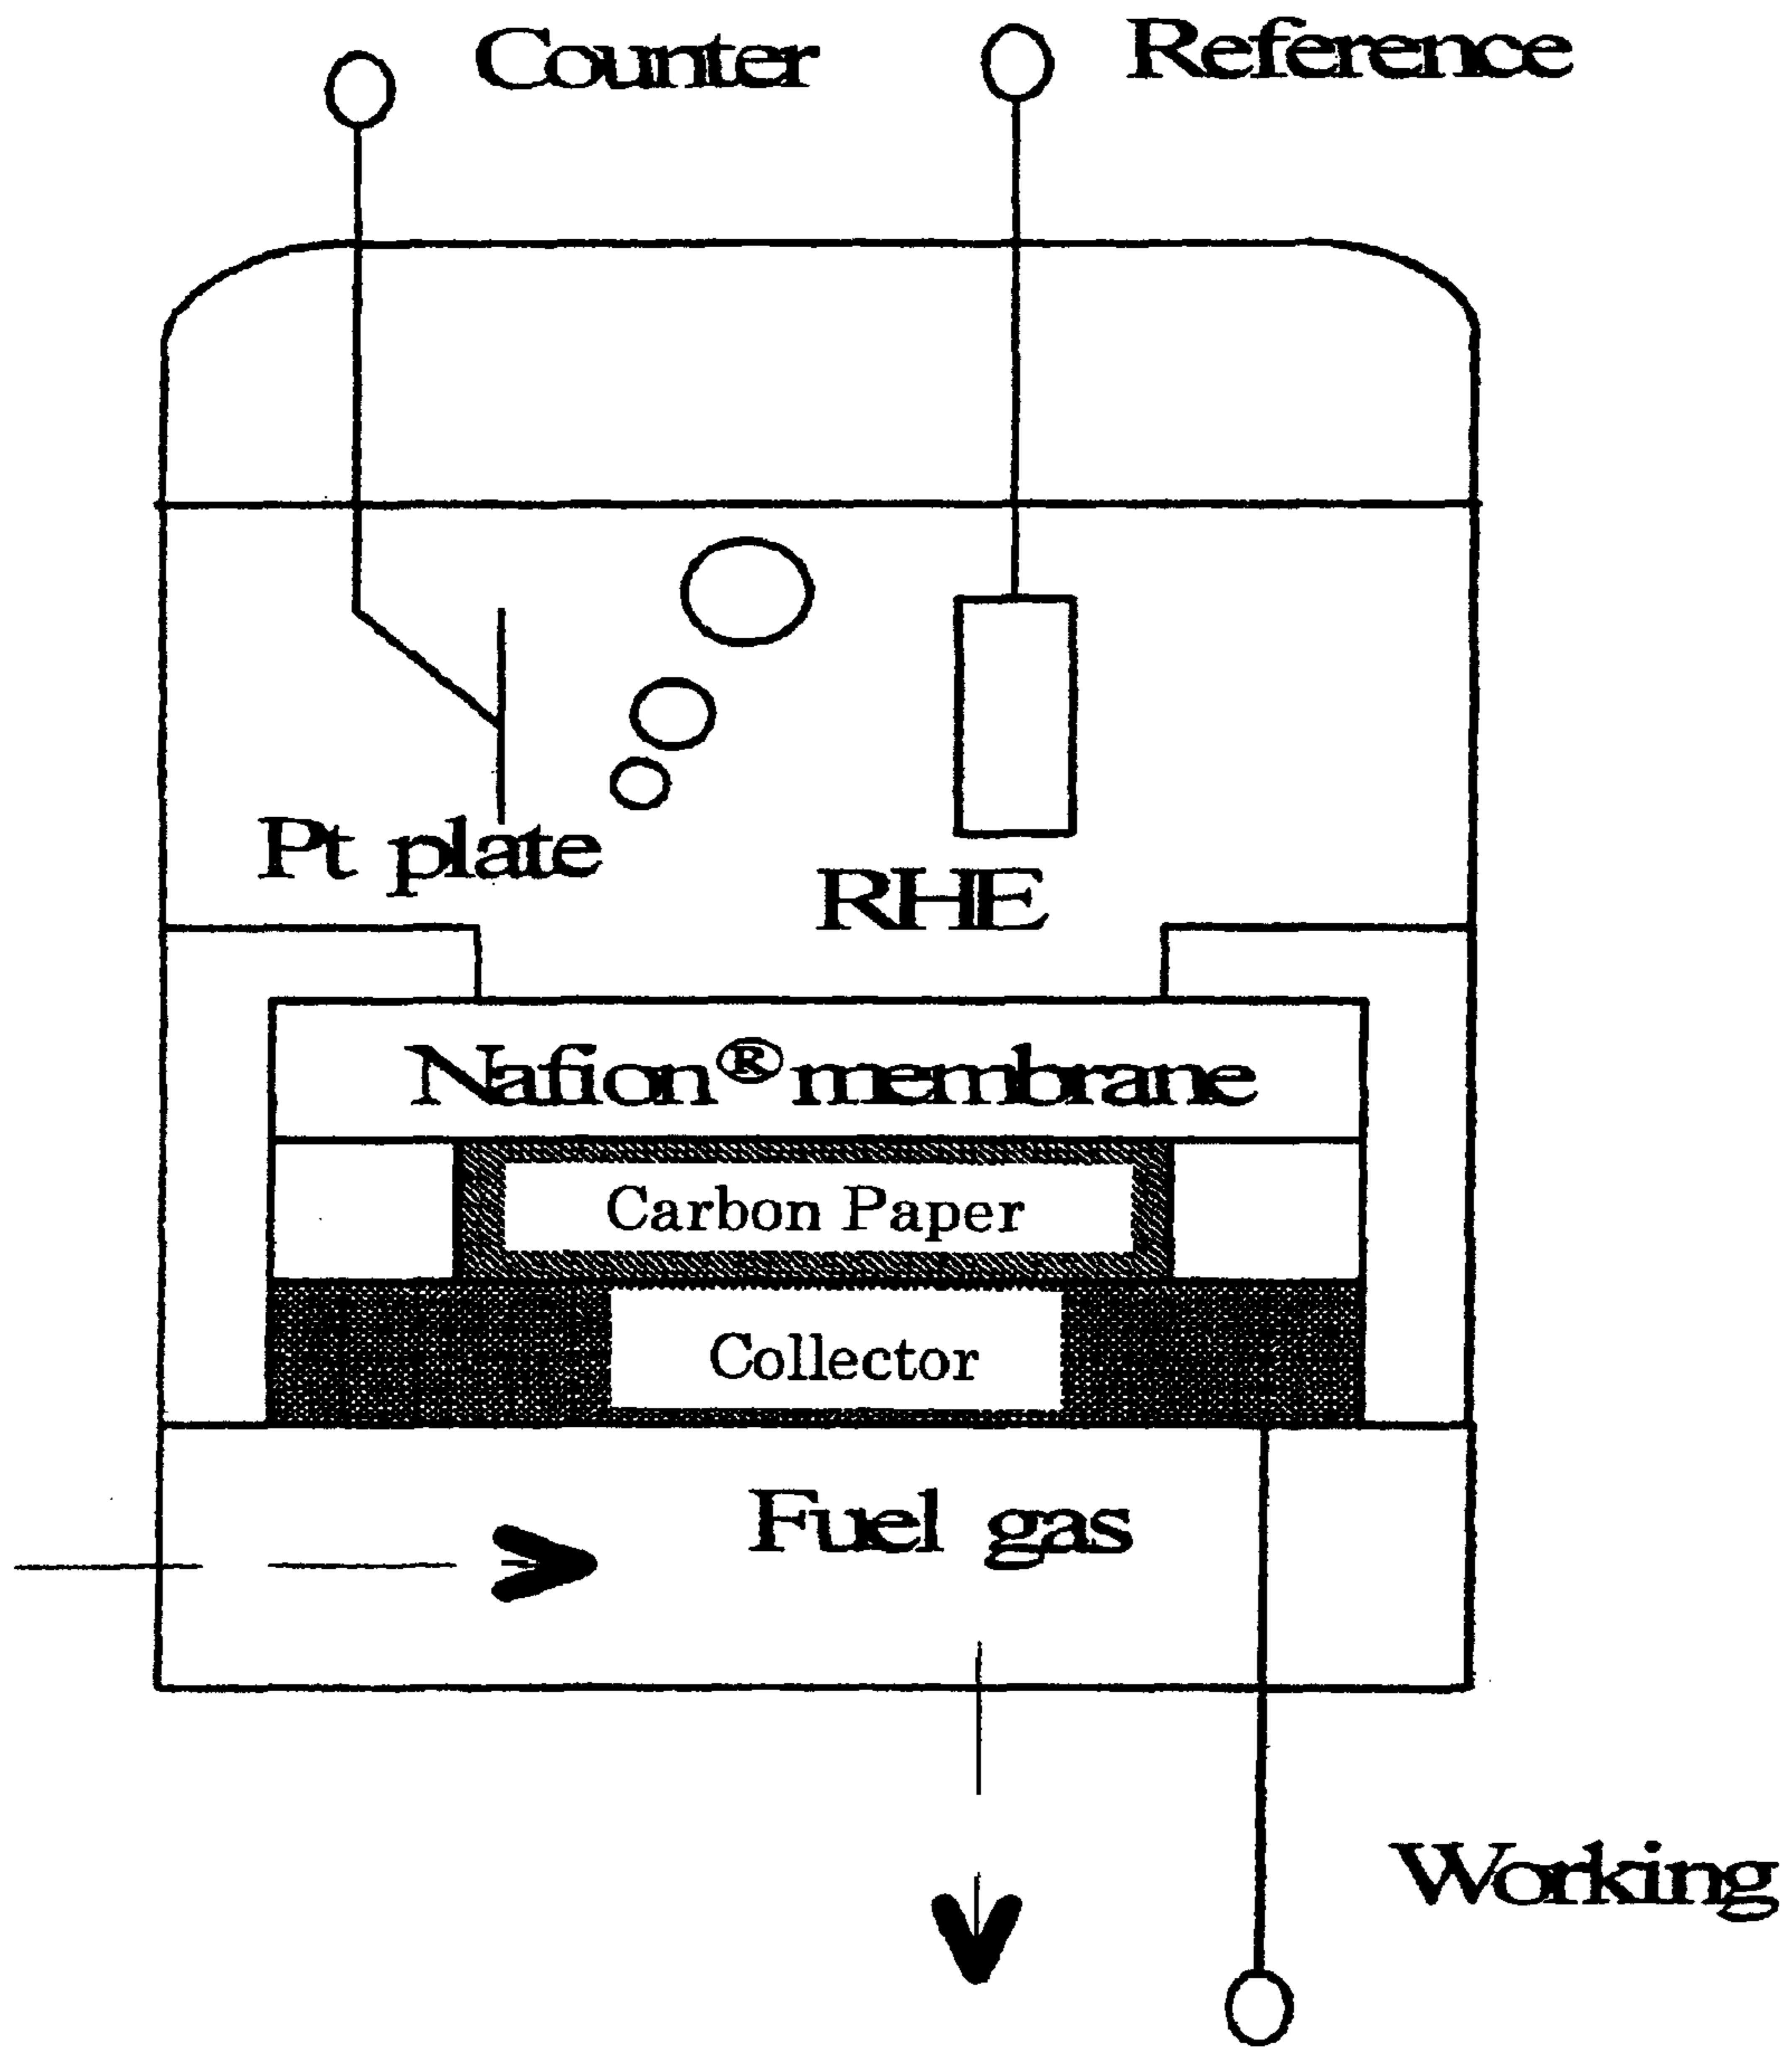 Counter
Reference
Pt plate
RHE
Nafion® membrane
Carbon Paper
Collector
Fuel gas
Working